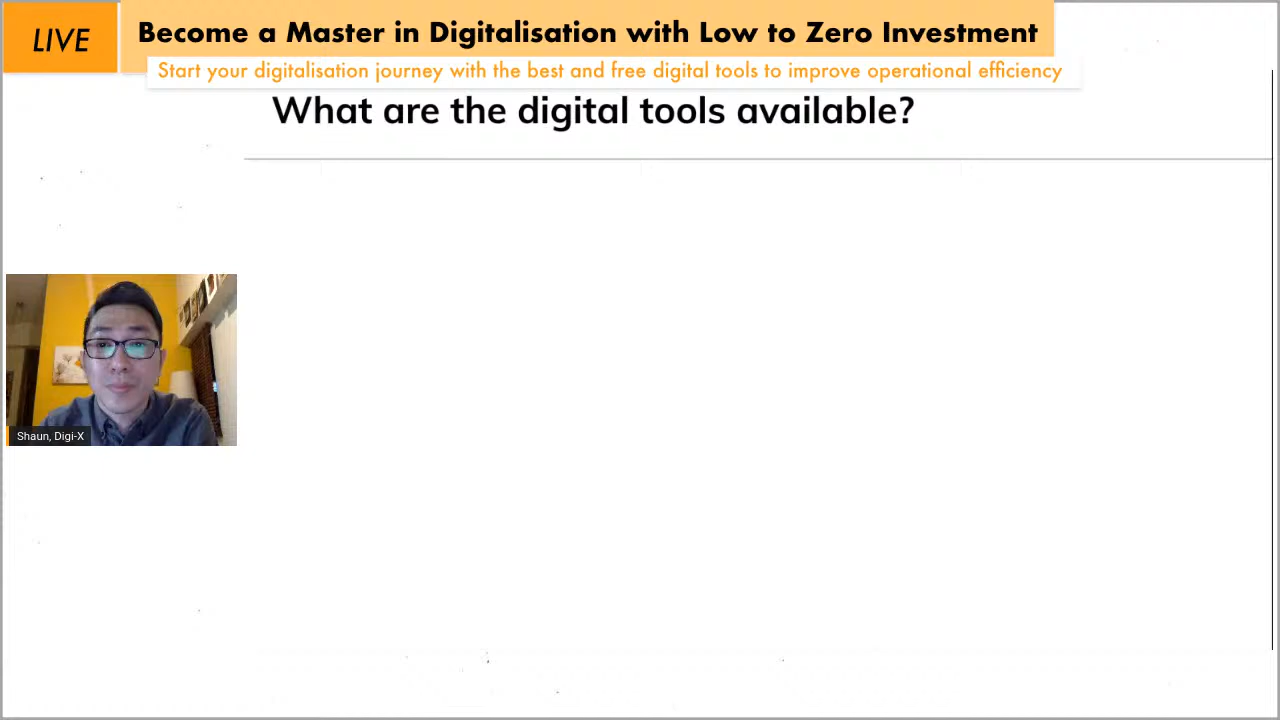 LIVE
Become a Master in Digitalisation with Low to Zero Investment
Start your digitalisation journey with the best and free digital tools to improve operational efficiency
What are the digital tools available?
Shaun, Digi-X